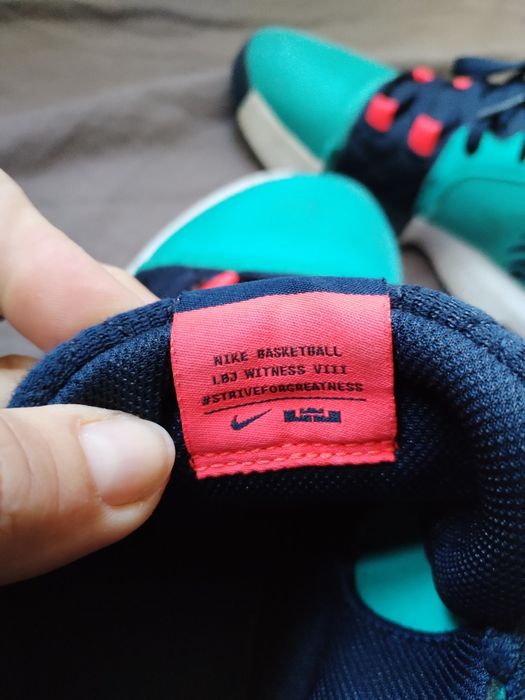 NIKE BASKETBALL
LBJ WITNESS VIII
#STRIVEFORGREATNESS